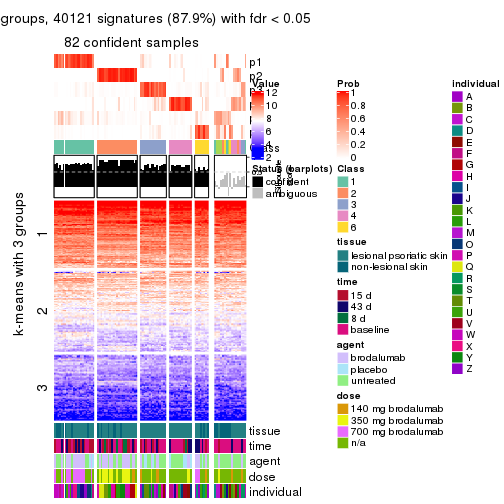 groups, 40121 signatures (87.9%) with fdr < 0.05
82 confident samples
p1
p2
Value
12
10
8
6
4
2
Status (barplots)
confident
ambiguous
Prob
1
0.8
0.6
0.4
0.2
0
Class
1
2
3
4
6
tissue
lesional psoriatic skin
non-lesional skin
time
15 d
43 d
8 d
baseline
agent
brodalumab
placebo
untreated
dose
140 mg brodalumab
350 mg brodalumab
700 mg brodalumab
n/a
individual
A
B
C
D
E
F
G
H
I
J
K
L
M
O
P
Q
R
S
T
U
V
W
X
Y
Z
k-means with 3 groups
1
2
3
tissue
time
agent
dose
individual